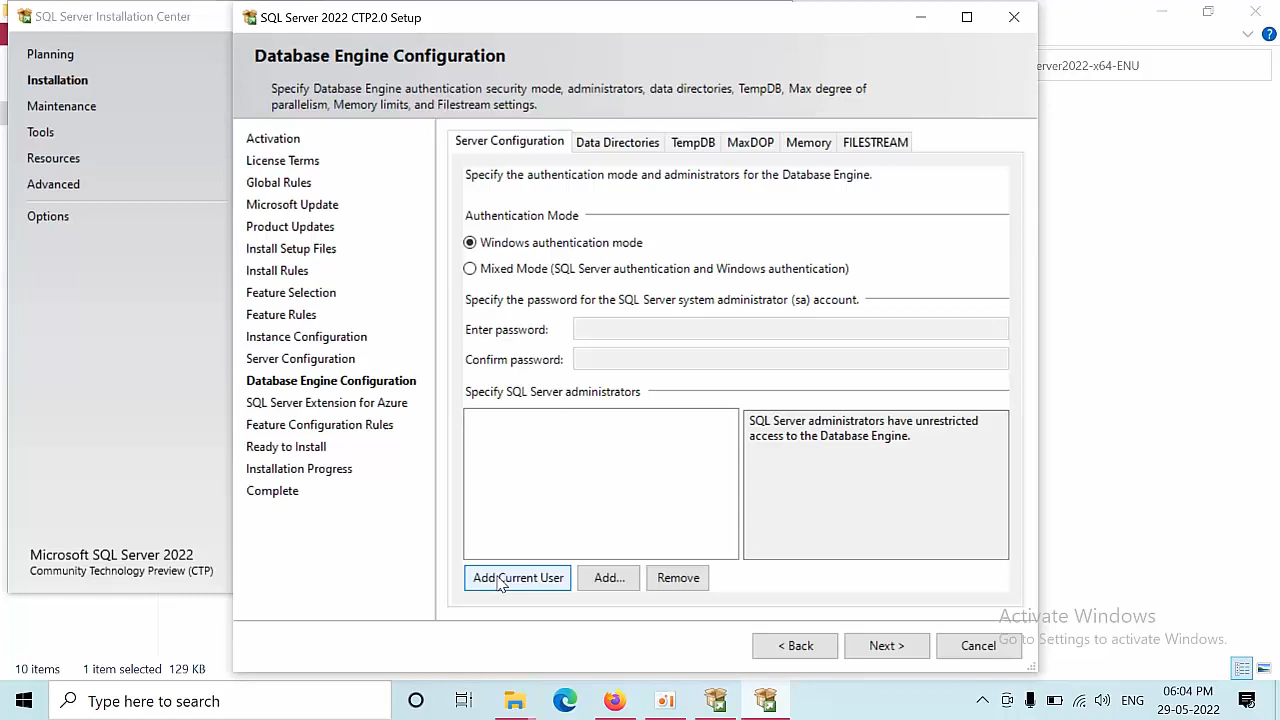 SQL Server Installation Center
Planning
Installation
Maintenance
Tools
Resources
Advanced
Options
Microsoft SQL Server 2022
Community Technology Preview (CTP)
SQL Server 2022 CTP2.0 Setup
Database Engine Configuration
Specify Database Engine authentication security mode, administrators, data directories, TempDB, Max degree of
parallelism, Memory limits, and Filestream settings.
Activation
License Terms
Global Rules
Microsoft Update
Product Updates
Install Setup Files
Install Rules
Feature Selection
Feature Rules
Instance Configuration
Server Configuration
Database Engine Configuration
SQL Server Extension for Azure
Feature Configuration Rules
Ready to Install
Installation Progress
Complete
Server Configuration Data Directories TempDB MaxDOP Memory FILESTREAM
Specify the authentication mode and administrators for the Database Engine.
Authentication Mode
Windows authentication mode
Mixed Mode (SQL Server authentication and Windows authentication)
Specify the password for the SQL Server system administrator (sa) account.
Enter password:
Confirm password:
Specify SQL Server administrators
SQL Server administrators have unrestricted
access to the Database Engine.
Add Current User Add... Remove
< Back Next > Cancel
erver2022-x64-ENU
Activate Windows
Go to Settings to activate Windows.
10 items 1 item selected 129 KB
Type here to search
ENG
06:04 PM
29-05-2022